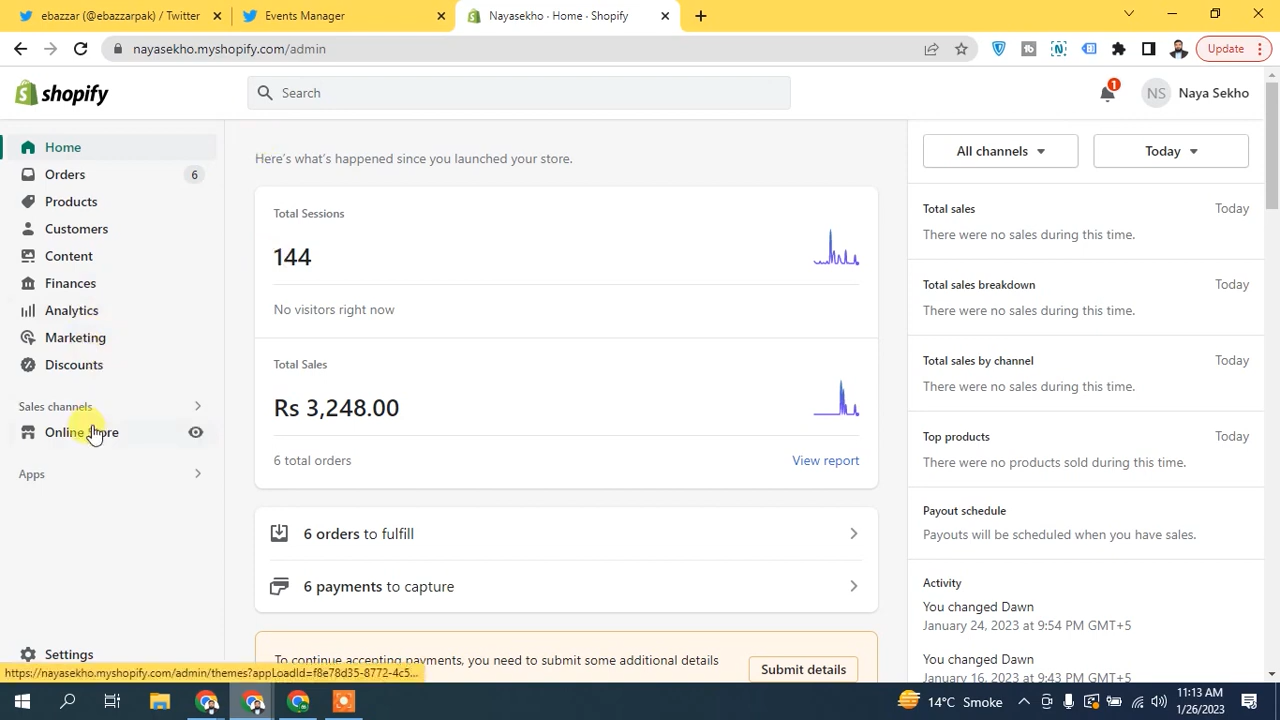 ebazzar (@ebazzarpak) / Twitter
Events Manager
Nayasekho · Home · Shopify
nayasekho.myshopify.com/admin
Update
shopify
Search
1
NS
Naya Sekho
Home
Orders
6
Products
Customers
Content
Finances
Analytics
Marketing
Discounts
Sales channels
Online Store
Apps
Settings
Here's what's happened since you launched your store.
Total Sessions
144
No visitors right now
Total Sales
Rs 3,248.00
6 total orders
View report
6 orders to fulfill
6 payments to capture
To continue accepting payments, you need to submit some additional details
Submit details
All channels
Today
Total sales
Today
There were no sales during this time.
Total sales breakdown
Today
There were no sales during this time.
Total sales by channel
Today
There were no sales during this time.
Top products
Today
There were no products sold during this time.
Payout schedule
Payouts will be scheduled when you have sales.
Activity
You changed Dawn
January 24, 2023 at 9:54 PM GMT+5
You changed Dawn
January 16, 2023 at 9:43 PM GMT+5
https://nayasekho.myshopify.com/admin/themes?appLoadId=f8e78d35-8772-4c5...
14°C Smoke
11:13 AM
1/26/2023